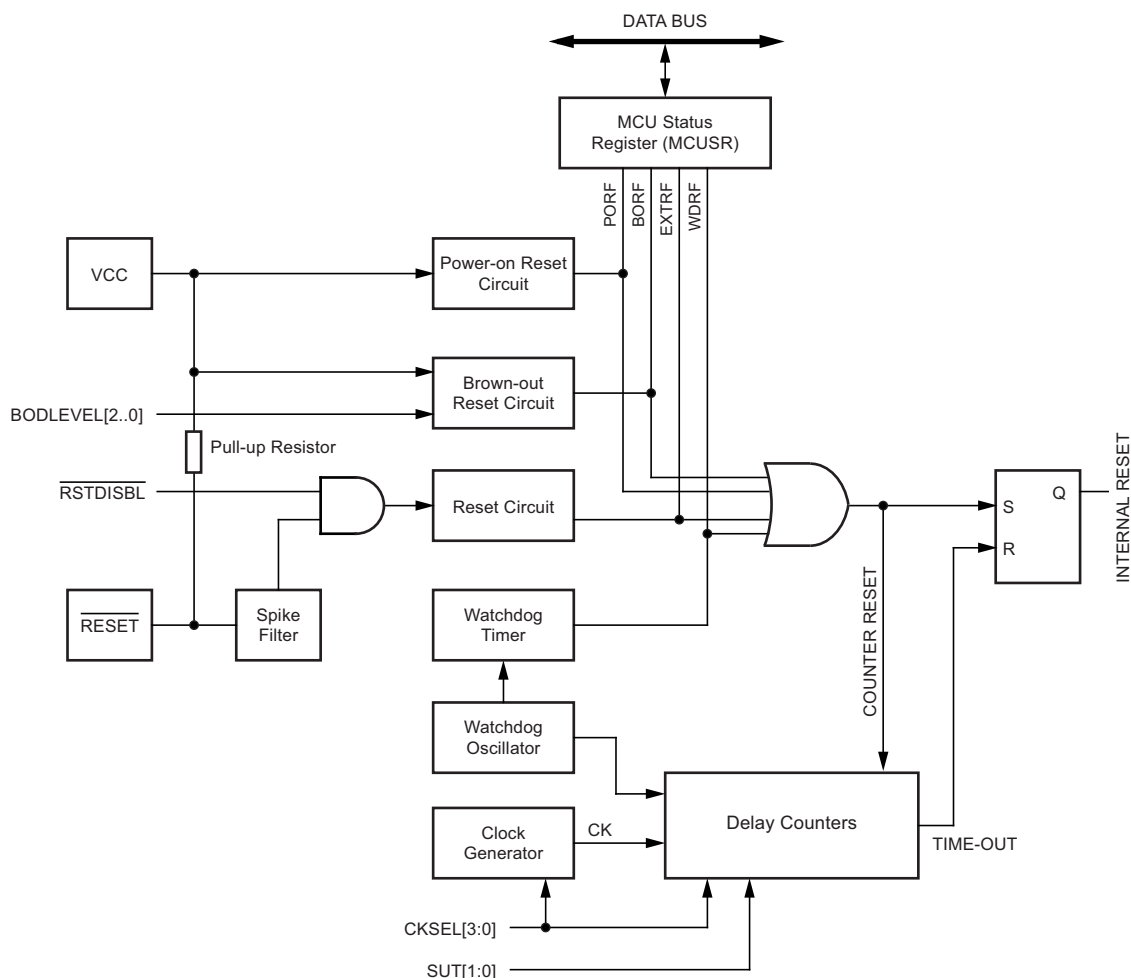 DATA BUS
MCU Status
Register (MCUSR)
PORF
BORF
EXTRF
WDRF
VCC
Power-on Reset
Circuit
Brown-out
Reset Circuit
BODLEVEL[2..0]
Pull-up Resistor
RSTDISBL
Reset Circuit
S
Q
R
INTERNAL RESET
RESET
Spike
Filter
Watchdog
Timer
COUNTER RESET
Watchdog
Oscillator
Clock
Generator
CK
Delay Counters
TIME-OUT
CKSEL[3:0]
SUT[1:0]